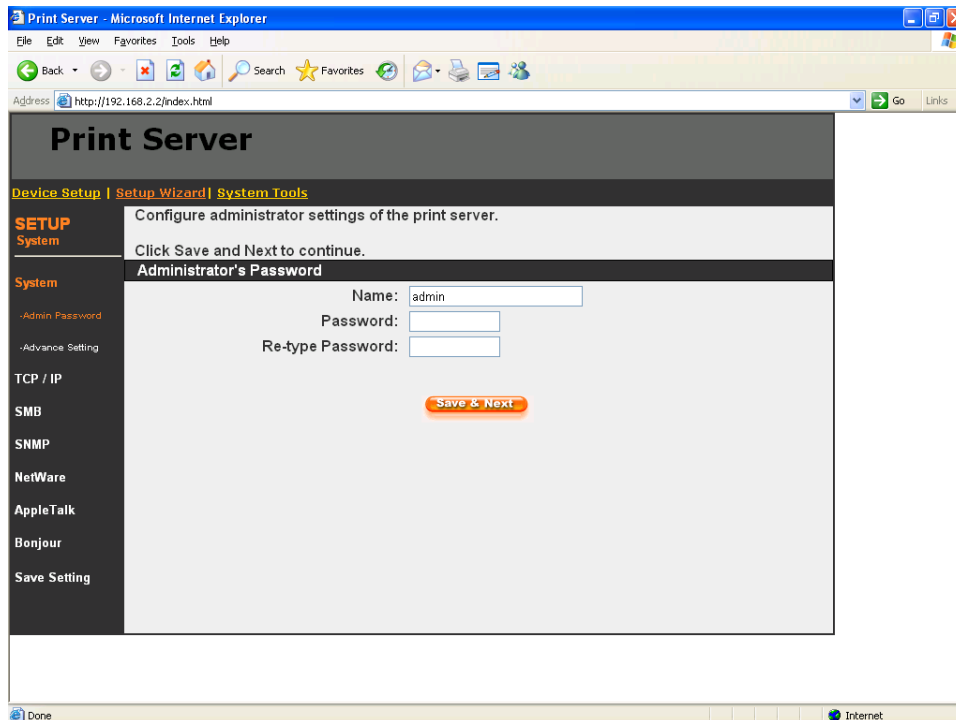 Print Server - Microsoft Internet Explorer
File Edit View Favorites Tools Help
Back Search Favorites
Address http://192.168.2.2/index.html Go Links
Print Server
Device Setup | Setup Wizard | System Tools
SETUP
System
System
-Admin Password
-Advance Setting
TCP / IP
SMB
SNMP
NetWare
AppleTalk
Bonjour
Save Setting
Configure administrator settings of the print server.
Click Save and Next to continue.
Administrator's Password
Name: admin
Password:
Re-type Password:
Save & Next
Done Internet